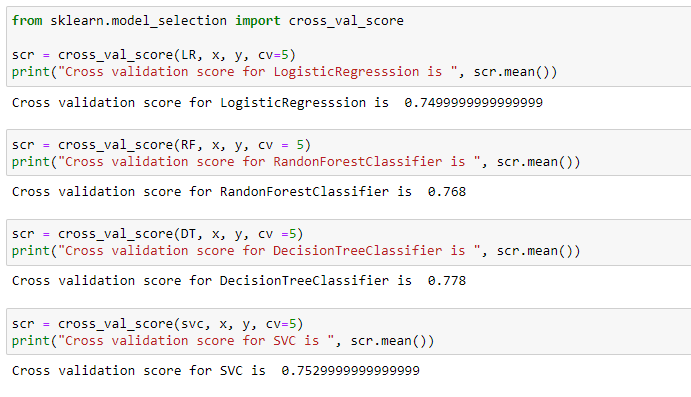 from sklearn.model_selection import cross_val_score
scr = cross_val_score(LR, x, y, cv=5)
print("Cross validation score for LogisticRegresssion is ", scr.mean())
Cross validation score for LogisticRegresssion is  0.7499999999999999
scr = cross_val_score(RF, x, y, cv = 5)
print("Cross validation score for RandonForestClassifier is ", scr.mean())
Cross validation score for RandonForestClassifier is  0.768
scr = cross_val_score(DT, x, y, cv =5)
print("Cross validation score for DecisionTreeClassifier is ", scr.mean())
Cross validation score for DecisionTreeClassifier is  0.778
scr = cross_val_score(svc, x, y, cv=5)
print("Cross validation score for SVC is ", scr.mean())
Cross validation score for SVC is  0.7529999999999999